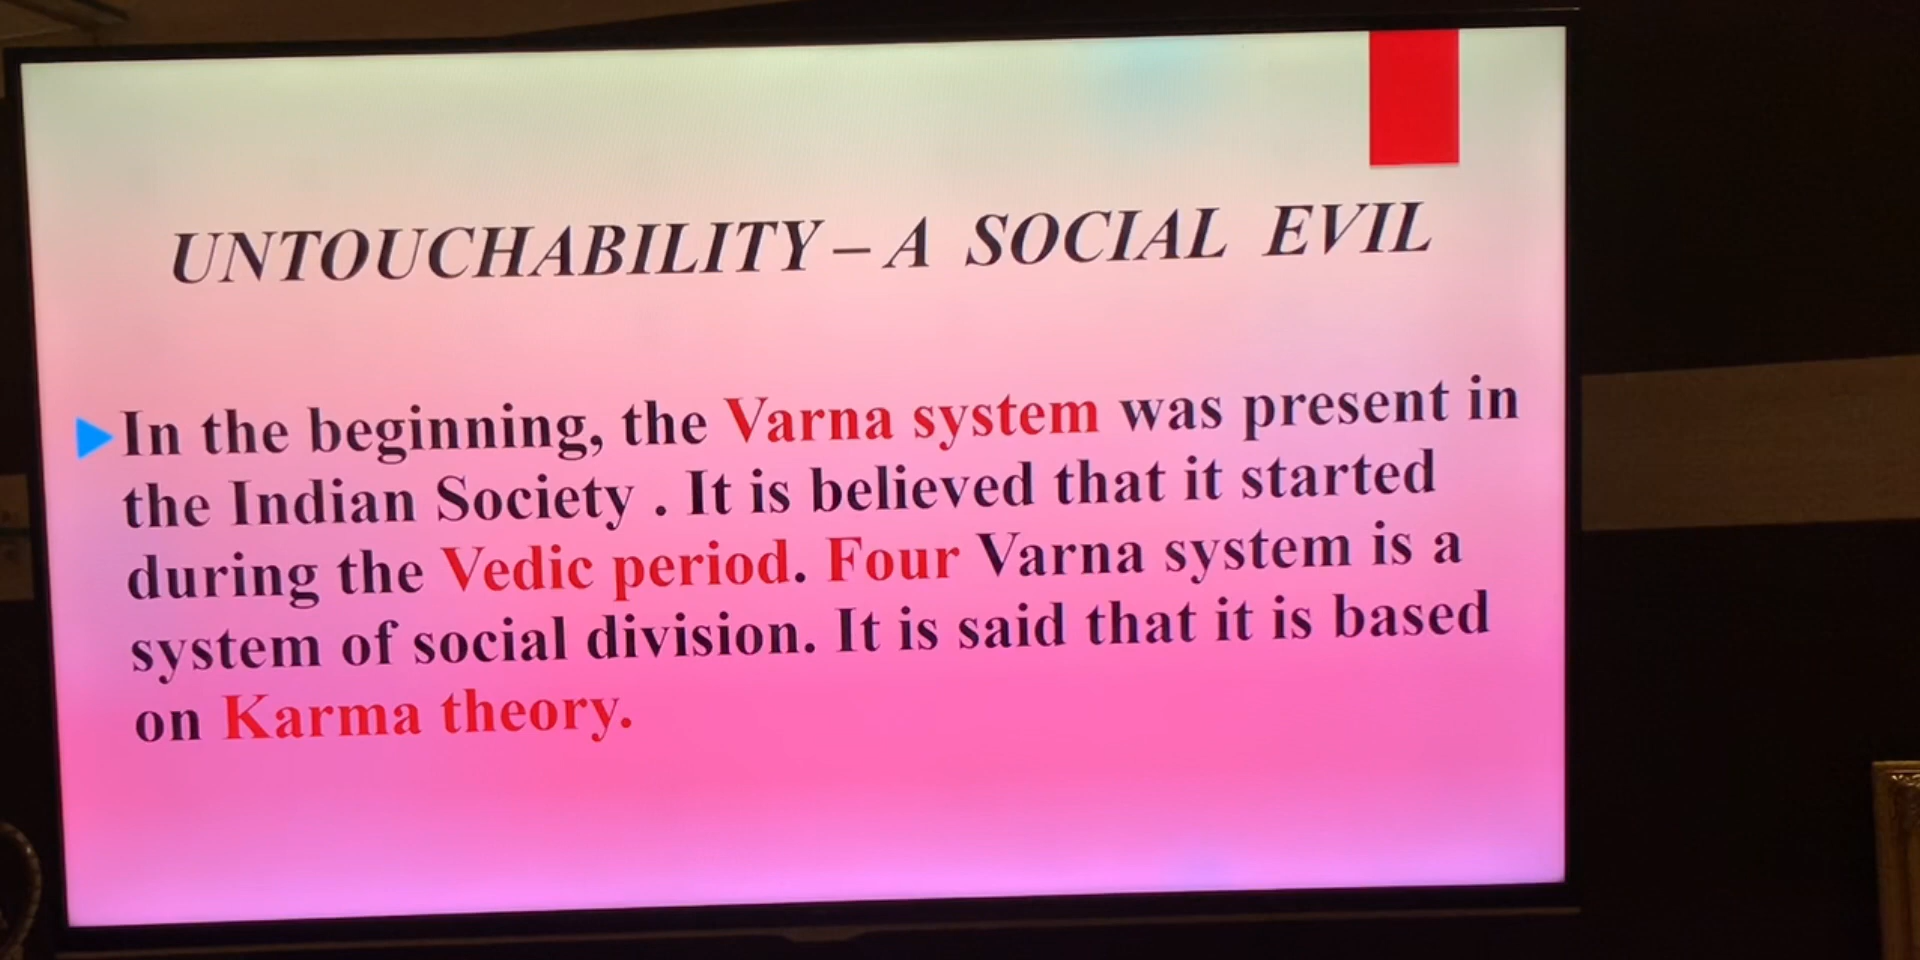 UNTOUCHABILITY – A SOCIAL EVIL
In the beginning, the Varna system was present in
the Indian Society . It is believed that it started
during the Vedic period. Four Varna system is a
system of social division. It is said that it is based
on Karma theory.